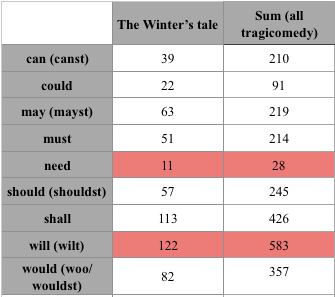 The Winter's tale Sum (all
tragicomedy)
can (canst) 39 210
could 22 91
may (mayst) 63 219
must 51 214
need 11 28
should (shouldst) 57 245
shall 113 426
will (wilt) 122 583
would (woo/
wouldst) 82 357